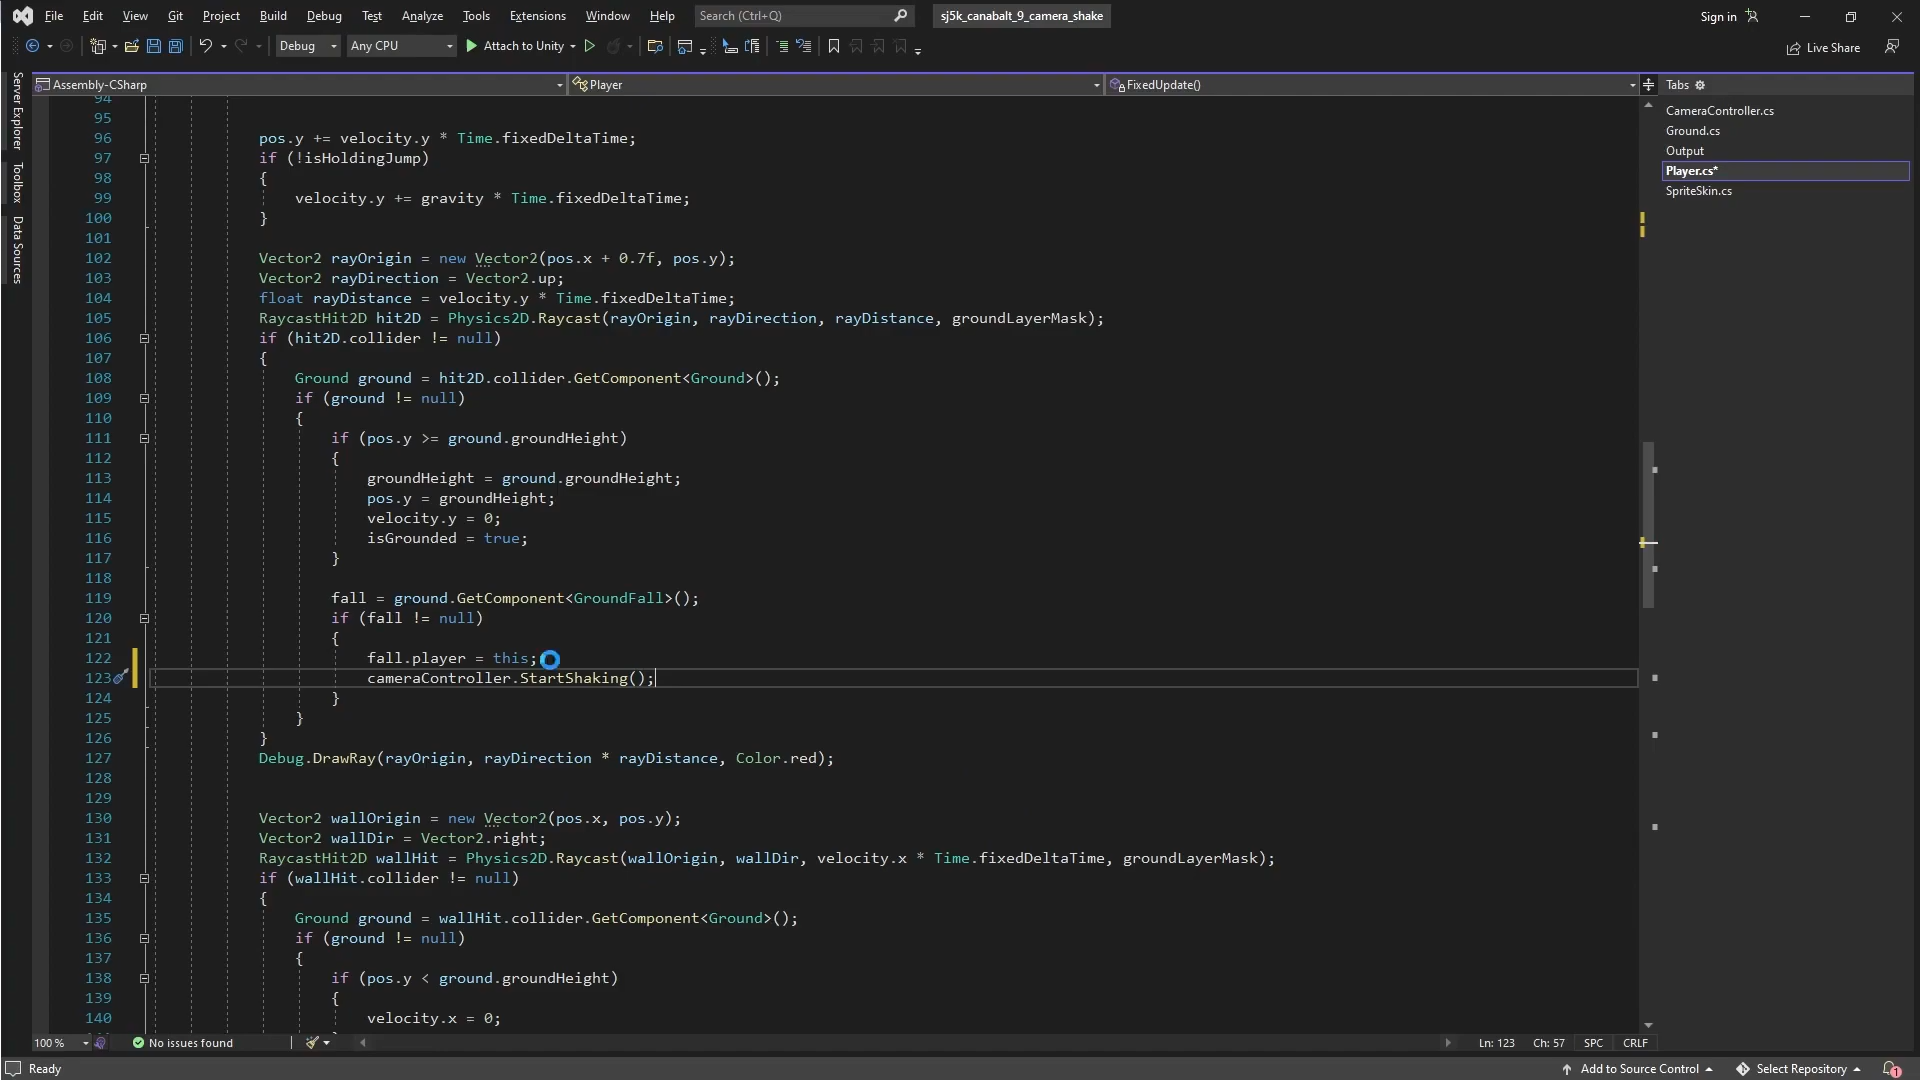 File Edit View Git Project Build Debug Test Analyze Tools Extensions Window Help Search (Ctrl+Q) sj5k_canabalt_9_camera_shake Sign in
Debug Any CPU Attach to Unity Live Share
Server Explorer
Toolbox
Data Sources
Assembly-CSharp Player FixedUpdate() Tabs
CameraController.cs
Ground.cs
Output
Player.cs*
SpriteSkin.cs
94
95
96 pos.y += velocity.y * Time.fixedDeltaTime;
97 if (!isHoldingJump)
98 {
99 velocity.y += gravity * Time.fixedDeltaTime;
100 }
101
102 Vector2 rayOrigin = new Vector2(pos.x + 0.7f, pos.y);
103 Vector2 rayDirection = Vector2.up;
104 float rayDistance = velocity.y * Time.fixedDeltaTime;
105 RaycastHit2D hit2D = Physics2D.Raycast(rayOrigin, rayDirection, rayDistance, groundLayerMask);
106 if (hit2D.collider != null)
107 {
108 Ground ground = hit2D.collider.GetComponent<Ground>();
109 if (ground != null)
110 {
111 if (pos.y >= ground.groundHeight)
112 {
113 groundHeight = ground.groundHeight;
114 pos.y = groundHeight;
115 velocity.y = 0;
116 isGrounded = true;
117 }
118
119 fall = ground.GetComponent<GroundFall>();
120 if (fall != null)
121 {
122 fall.player = this;
123 cameraController.StartShaking();
124 }
125 }
126 }
127 Debug.DrawRay(rayOrigin, rayDirection * rayDistance, Color.red);
128
129
130 Vector2 wallOrigin = new Vector2(pos.x, pos.y);
131 Vector2 wallDir = Vector2.right;
132 RaycastHit2D wallHit = Physics2D.Raycast(wallOrigin, wallDir, velocity.x * Time.fixedDeltaTime, groundLayerMask);
133 if (wallHit.collider != null)
134 {
135 Ground ground = wallHit.collider.GetComponent<Ground>();
136 if (ground != null)
137 {
138 if (pos.y < ground.groundHeight)
139 {
140 velocity.x = 0;
100 % No issues found Ln: 123 Ch: 57 SPC CRLF
Ready Add to Source Control Select Repository 1